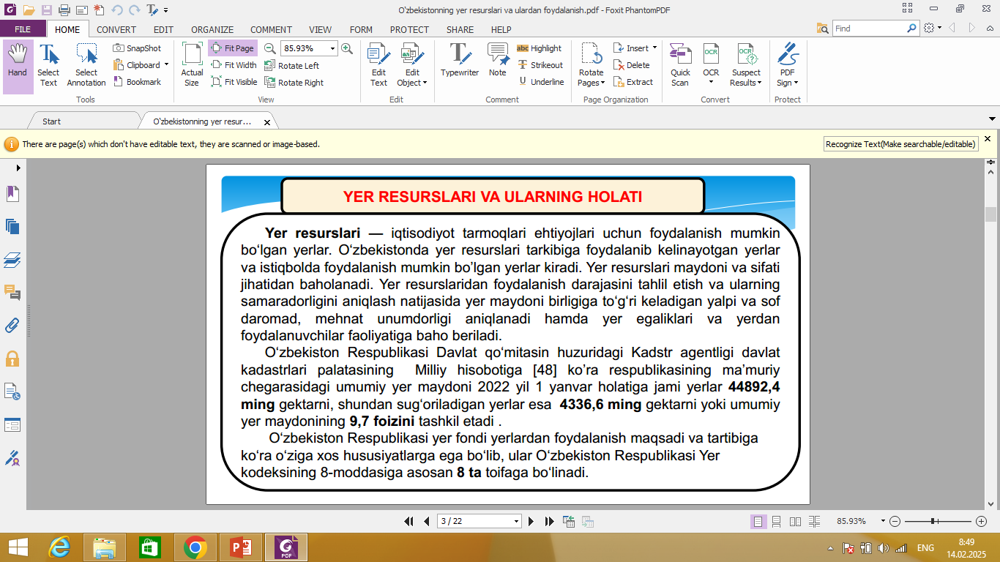 O'zbekistonning yer resurslari va ulardan foydalanish.pdf - Foxit PhantomPDF
FILE HOME CONVERT EDIT ORGANIZE COMMENT VIEW FORM PROTECT SHARE HELP Find
Hand
Select Text
Select Annotation
SnapShot
Clipboard
Bookmark
Tools
Actual Size
Fit Page
Fit Width
Fit Visible
85.93%
Rotate Left
Rotate Right
View
Edit Text
Edit Object
Edit
Typewriter
Note
abc Highlight
Strikeout
U Underline
Comment
Rotate Pages
Insert
Delete
Extract
Page Organization
Quick Scan
OCR OCR
OCR Suspect Results
Convert
PDF Sign
Protect
Start O'zbekistonning yer resur...
There are page(s) which don't have editable text, they are scanned or image-based. Recognize Text(Make searchable/editable)
YER RESURSLARI VA ULARNING HOLATI
Yer resurslari — iqtisodiyot tarmoqlari ehtiyojlari uchun foydalanish mumkin
bo‘lgan yerlar. O‘zbekistonda yer resurslari tarkibiga foydalanib kelinayotgan yerlar
va istiqbolda foydalanish mumkin bo’lgan yerlar kiradi. Yer resurslari maydoni va sifati
jihatidan baholanadi. Yer resurslaridan foydalanish darajasini tahlil etish va ularning
samaradorligini aniqlash natijasida yer maydoni birligiga to‘g‘ri keladigan yalpi va sof
daromad, mehnat unumdorligi aniqlanadi hamda yer egaliklari va yerdan
foydalanuvchilar faoliyatiga baho beriladi.
O‘zbekiston Respublikasi Davlat qo‘mitasin huzuridagi Kadstr agentligi davlat
kadastrlari palatasining Milliy hisobotiga [48] ko’ra respublikasining ma’muriy
chegarasidagi umumiy yer maydoni 2022 yil 1 yanvar holatiga jami yerlar 44892,4
ming gektarni, shundan sug‘oriladigan yerlar esa 4336,6 ming gektarni yoki umumiy
yer maydonining 9,7 foizini tashkil etadi .
O‘zbekiston Respublikasi yer fondi yerlardan foydalanish maqsadi va tartibiga
ko‘ra o‘ziga xos hususiyatlarga ega bo‘lib, ular O‘zbekiston Respublikasi Yer
kodeksining 8-moddasiga asosan 8 ta toifaga bo‘linadi.
3 / 22 85.93%
PDF
ENG
8:49
14.02.2025